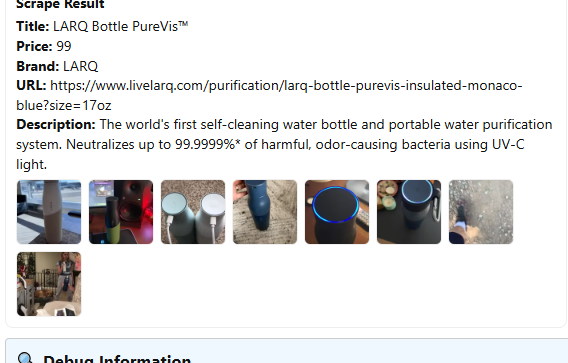 Scrape Result
Title: LARQ Bottle PureVis™
Price: 99
Brand: LARQ
URL: https://www.livelarq.com/purification/larq-bottle-purevis-insulated-monaco-
blue?size=17oz
Description: The world's first self-cleaning water bottle and portable water purification
system. Neutralizes up to 99.9999%* of harmful, odor-causing bacteria using UV-C
light.
Debug Information